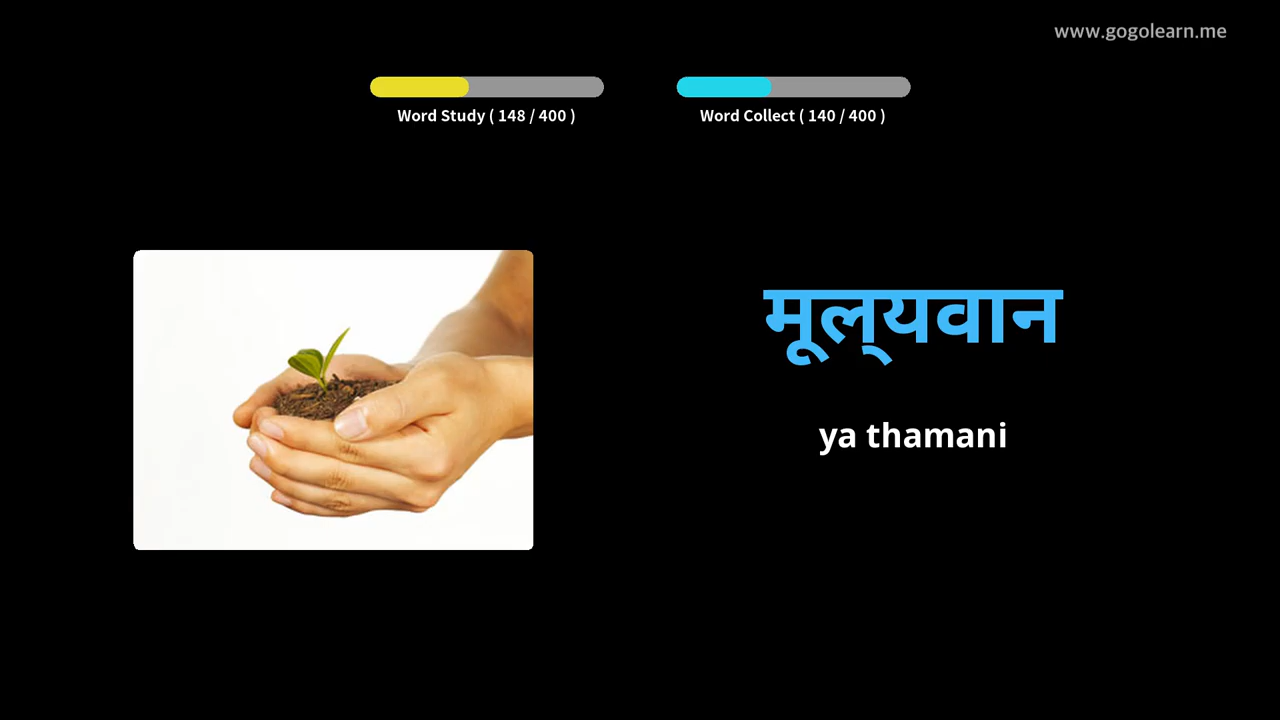 www.gogolearn.me
Word Study ( 148 / 400 )
Word Collect ( 140 / 400 )
मूल्‌यवान
ya thamani